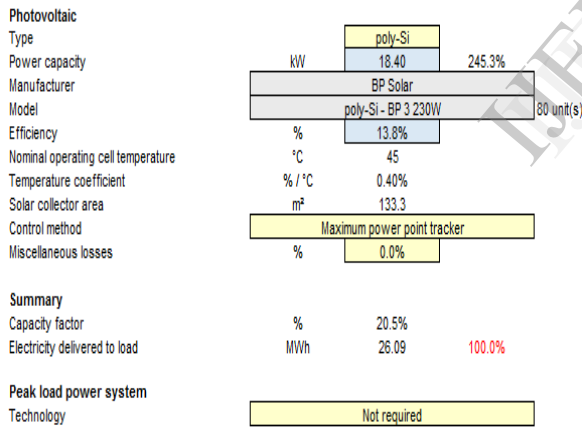 Photovoltaic
Type poly-Si
Power capacity kW 18.40 245.3%
Manufacturer BP Solar
Model poly-Si - BP 3 230W 80 unit(s)
Efficiency % 13.8%
Nominal operating cell temperature °C 45
Temperature coefficient % / °C 0.40%
Solar collector area m² 133.3
Control method Maximum power point tracker
Miscellaneous losses % 0.0%
Summary
Capacity factor % 20.5%
Electricity delivered to load MWh 26.09 100.0%
Peak load power system
Technology Not required